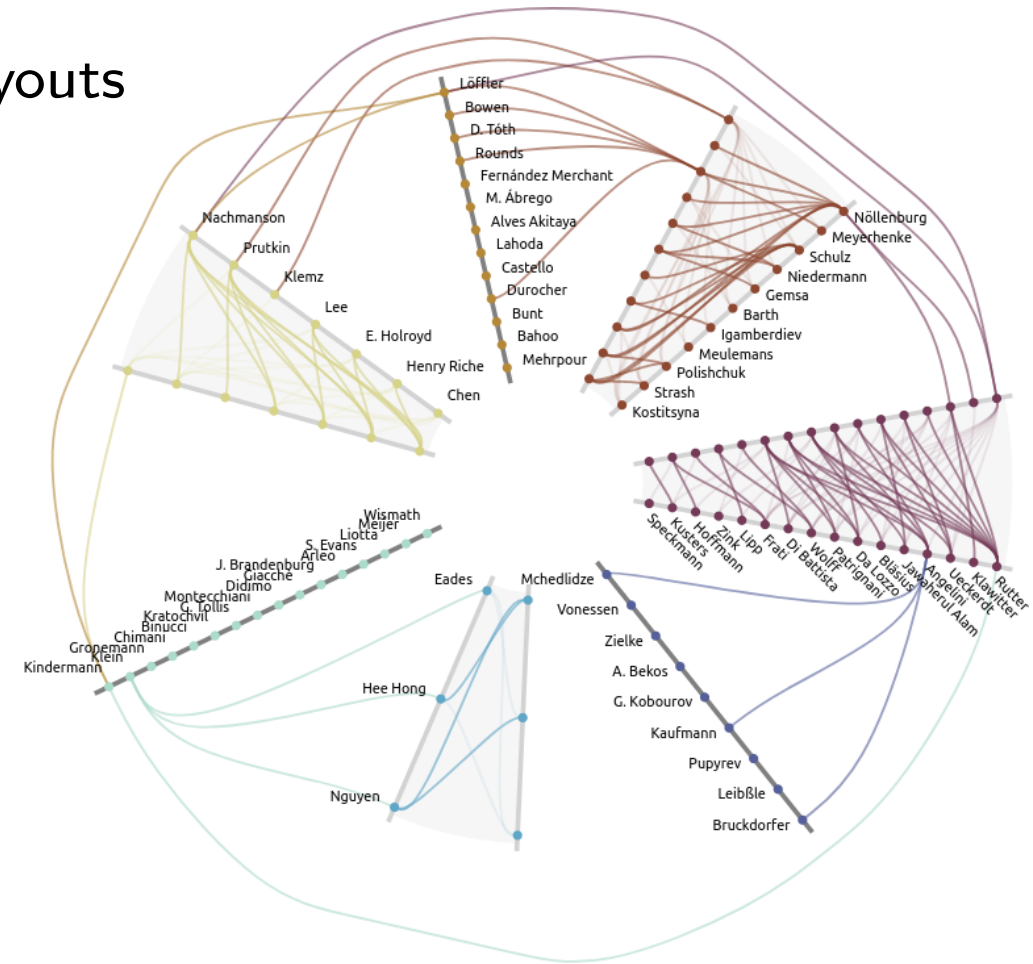 youts
Löffler
Bowen
D. Tóth
Rounds
Fernández Merchant
M. Ábrego
Alves Akitaya
Lahoda
Castello
Durocher
Bunt
Bahoo
Mehrpour
Nachmanson
Prutkin
Klemz
Lee
E. Holroyd
Henry Riche
Chen
Nöllenburg
Meyerhenke
Schulz
Niedermann
Gemsa
Barth
Igamberdiev
Meulemans
Polishchuk
Strash
Kostitsyna
Speckmann
Kusters
Hoffmann
Zink
Lipp
Frati
Di Battista
Wolff
Patrignani
Da Lozzo
Bläsius
Jawaherul Alam
Angelini
Ueckerdt
Klawitter
Rutter
Wismath
Meijer
Liotta
S. Evans
Arleo
J. Brandenburg
Giacchè
Didimo
Montecchiani
G. Tollis
Kratochvil
Binucci
Chimani
Gronemann
Klein
Kindermann
Eades
Hee Hong
Nguyen
Mchedlidze
Vonessen
Zielke
A. Bekos
G. Kobourov
Kaufmann
Pupyrev
Leibßle
Bruckdorfer